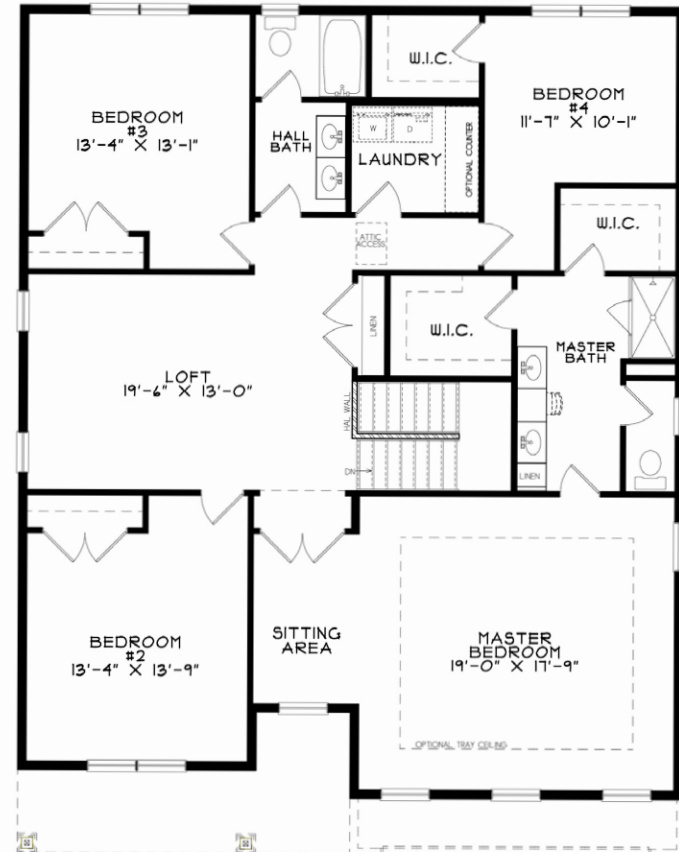 W.I.C.
BEDROOM
#3
13'-4" X 13'-1"
HALL
BATH
W
D
LAUNDRY
OPTIONAL COUNTER
BEDROOM
#4
11'-7" X 10'-1"
W.I.C.
ATTIC
ACCESS
LINEN
W.I.C.
MASTER
BATH
LOFT
19'-6" X 13'-0"
HAL WALL
DN
LINEN
BEDROOM
#2
13'-4" X 13'-9"
SITTING
AREA
MASTER
BEDROOM
19'-0" X 17'-9"
OPTIONAL TRAY CEILING